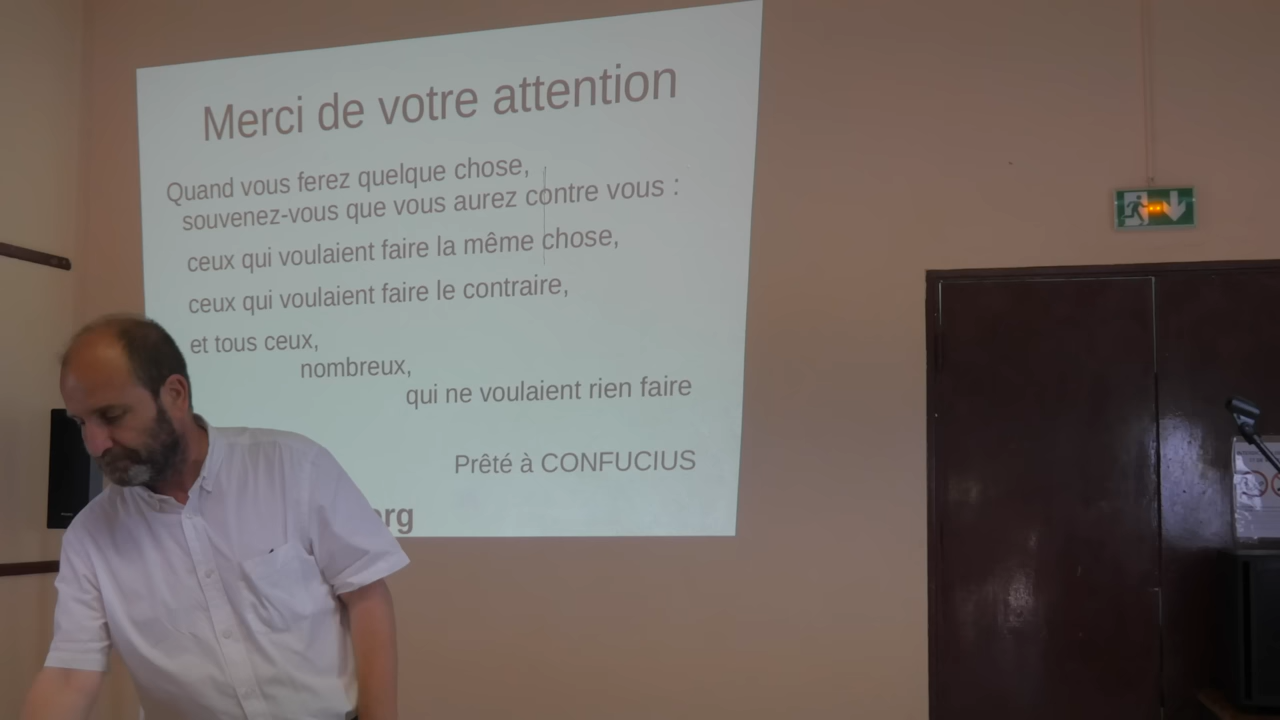 Merci de votre attention
Quand vous ferez quelque chose,
souvenez-vous que vous aurez contre vous :
ceux qui voulaient faire la même chose,
ceux qui voulaient faire le contraire,
et tous ceux,
nombreux,
qui ne voulaient rien faire
Prêté à CONFUCIUS
org